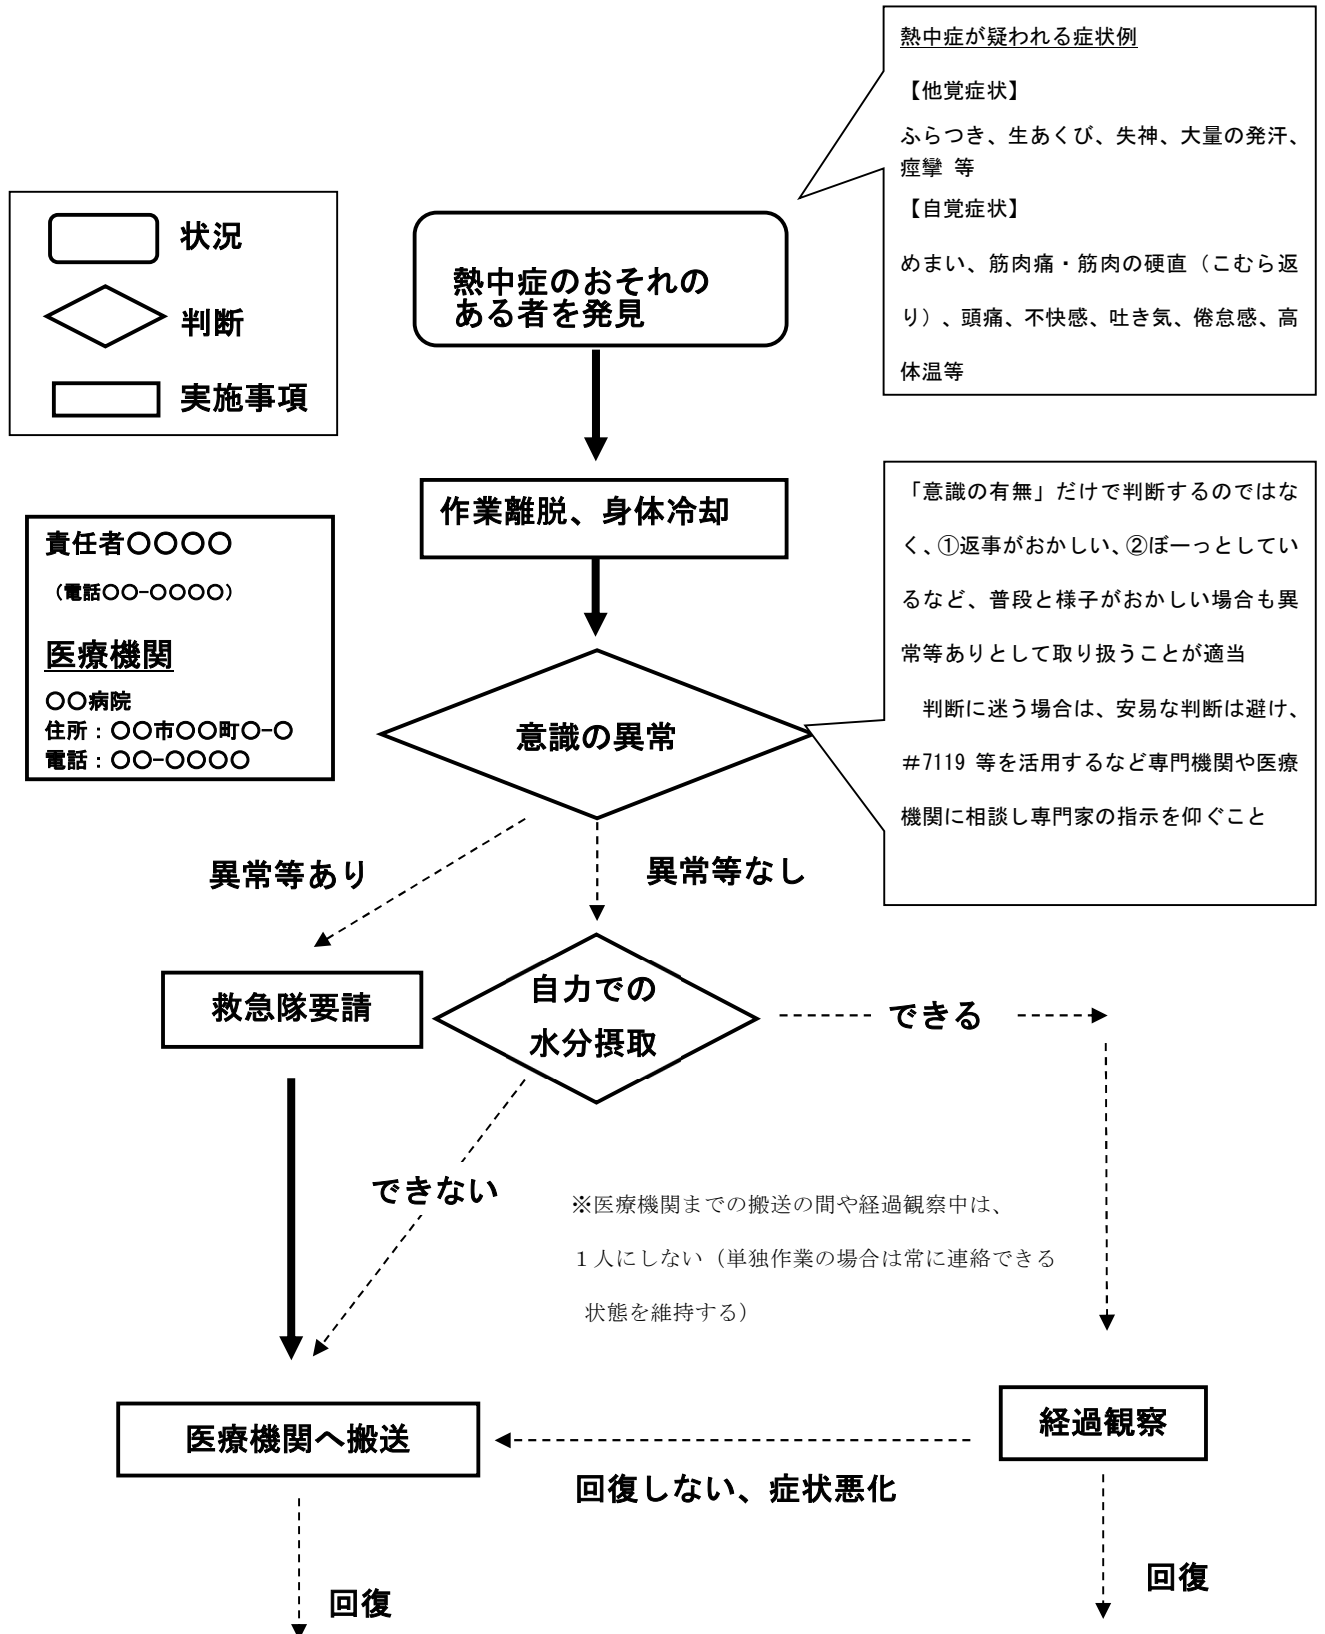 熱中症が疑われる症状例
【他覚症状】
ふらつき、生あくび、失神、大量の発汗、
痙攣 等
【自覚症状】
めまい、筋肉痛・筋肉の硬直（こむら返
り）、頭痛、不快感、吐き気、倦怠感、高
体温等
状況
判断
実施事項
熱中症のおそれの
ある者を発見
作業離脱、身体冷却
責任者〇〇〇〇
（電話〇〇-〇〇〇〇）
医療機関
〇〇病院
住所：〇〇市〇〇町〇-〇
電話：〇〇-〇〇〇〇
「意識の有無」だけで判断するのではな
く、①返事がおかしい、②ぼーっとしてい
るなど、普段と様子がおかしい場合も異
常等ありとして取り扱うことが適当
判断に迷う場合は、安易な判断は避け、
＃7119 等を活用するなど専門機関や医療
機関に相談し専門家の指示を仰ぐこと
意識の異常
異常等あり
異常等なし
救急隊要請
自力での
水分摂取
できる
できない
※医療機関までの搬送の間や経過観察中は、
１人にしない（単独作業の場合は常に連絡できる
状態を維持する）
医療機関へ搬送
経過観察
回復しない、症状悪化
回復
回復